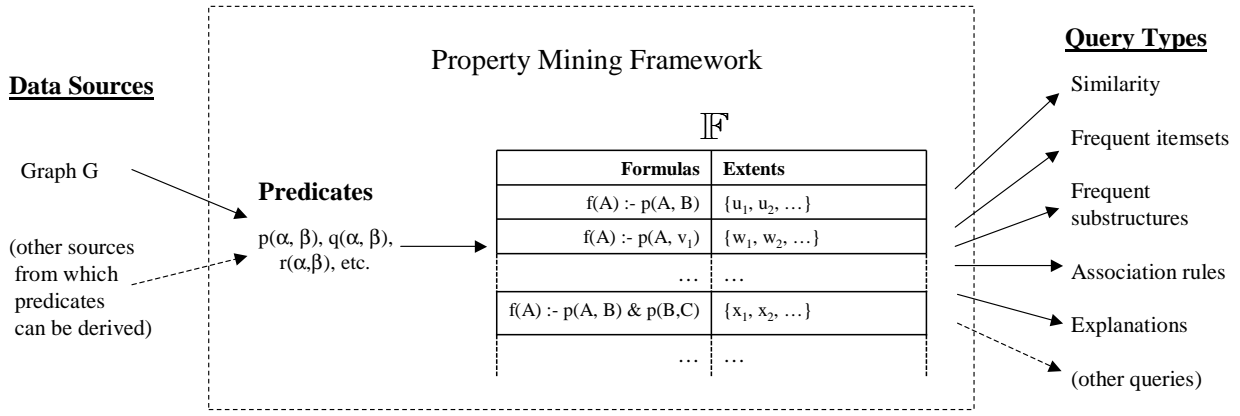 Property Mining Framework
Data Sources
Graph G
(other sources
from which
predicates
can be derived)
Predicates
p(α, β), q(α, β),
r(α,β), etc.
𝔽
Formulas Extents
f(A) :- p(A, B) {u₁, u₂, …}
f(A) :- p(A, v₁) {w₁, w₂, …}
… …
f(A) :- p(A, B) & p(B,C) {x₁, x₂, …}
… …
Query Types
Similarity
Frequent itemsets
Frequent
substructures
Association rules
Explanations
(other queries)